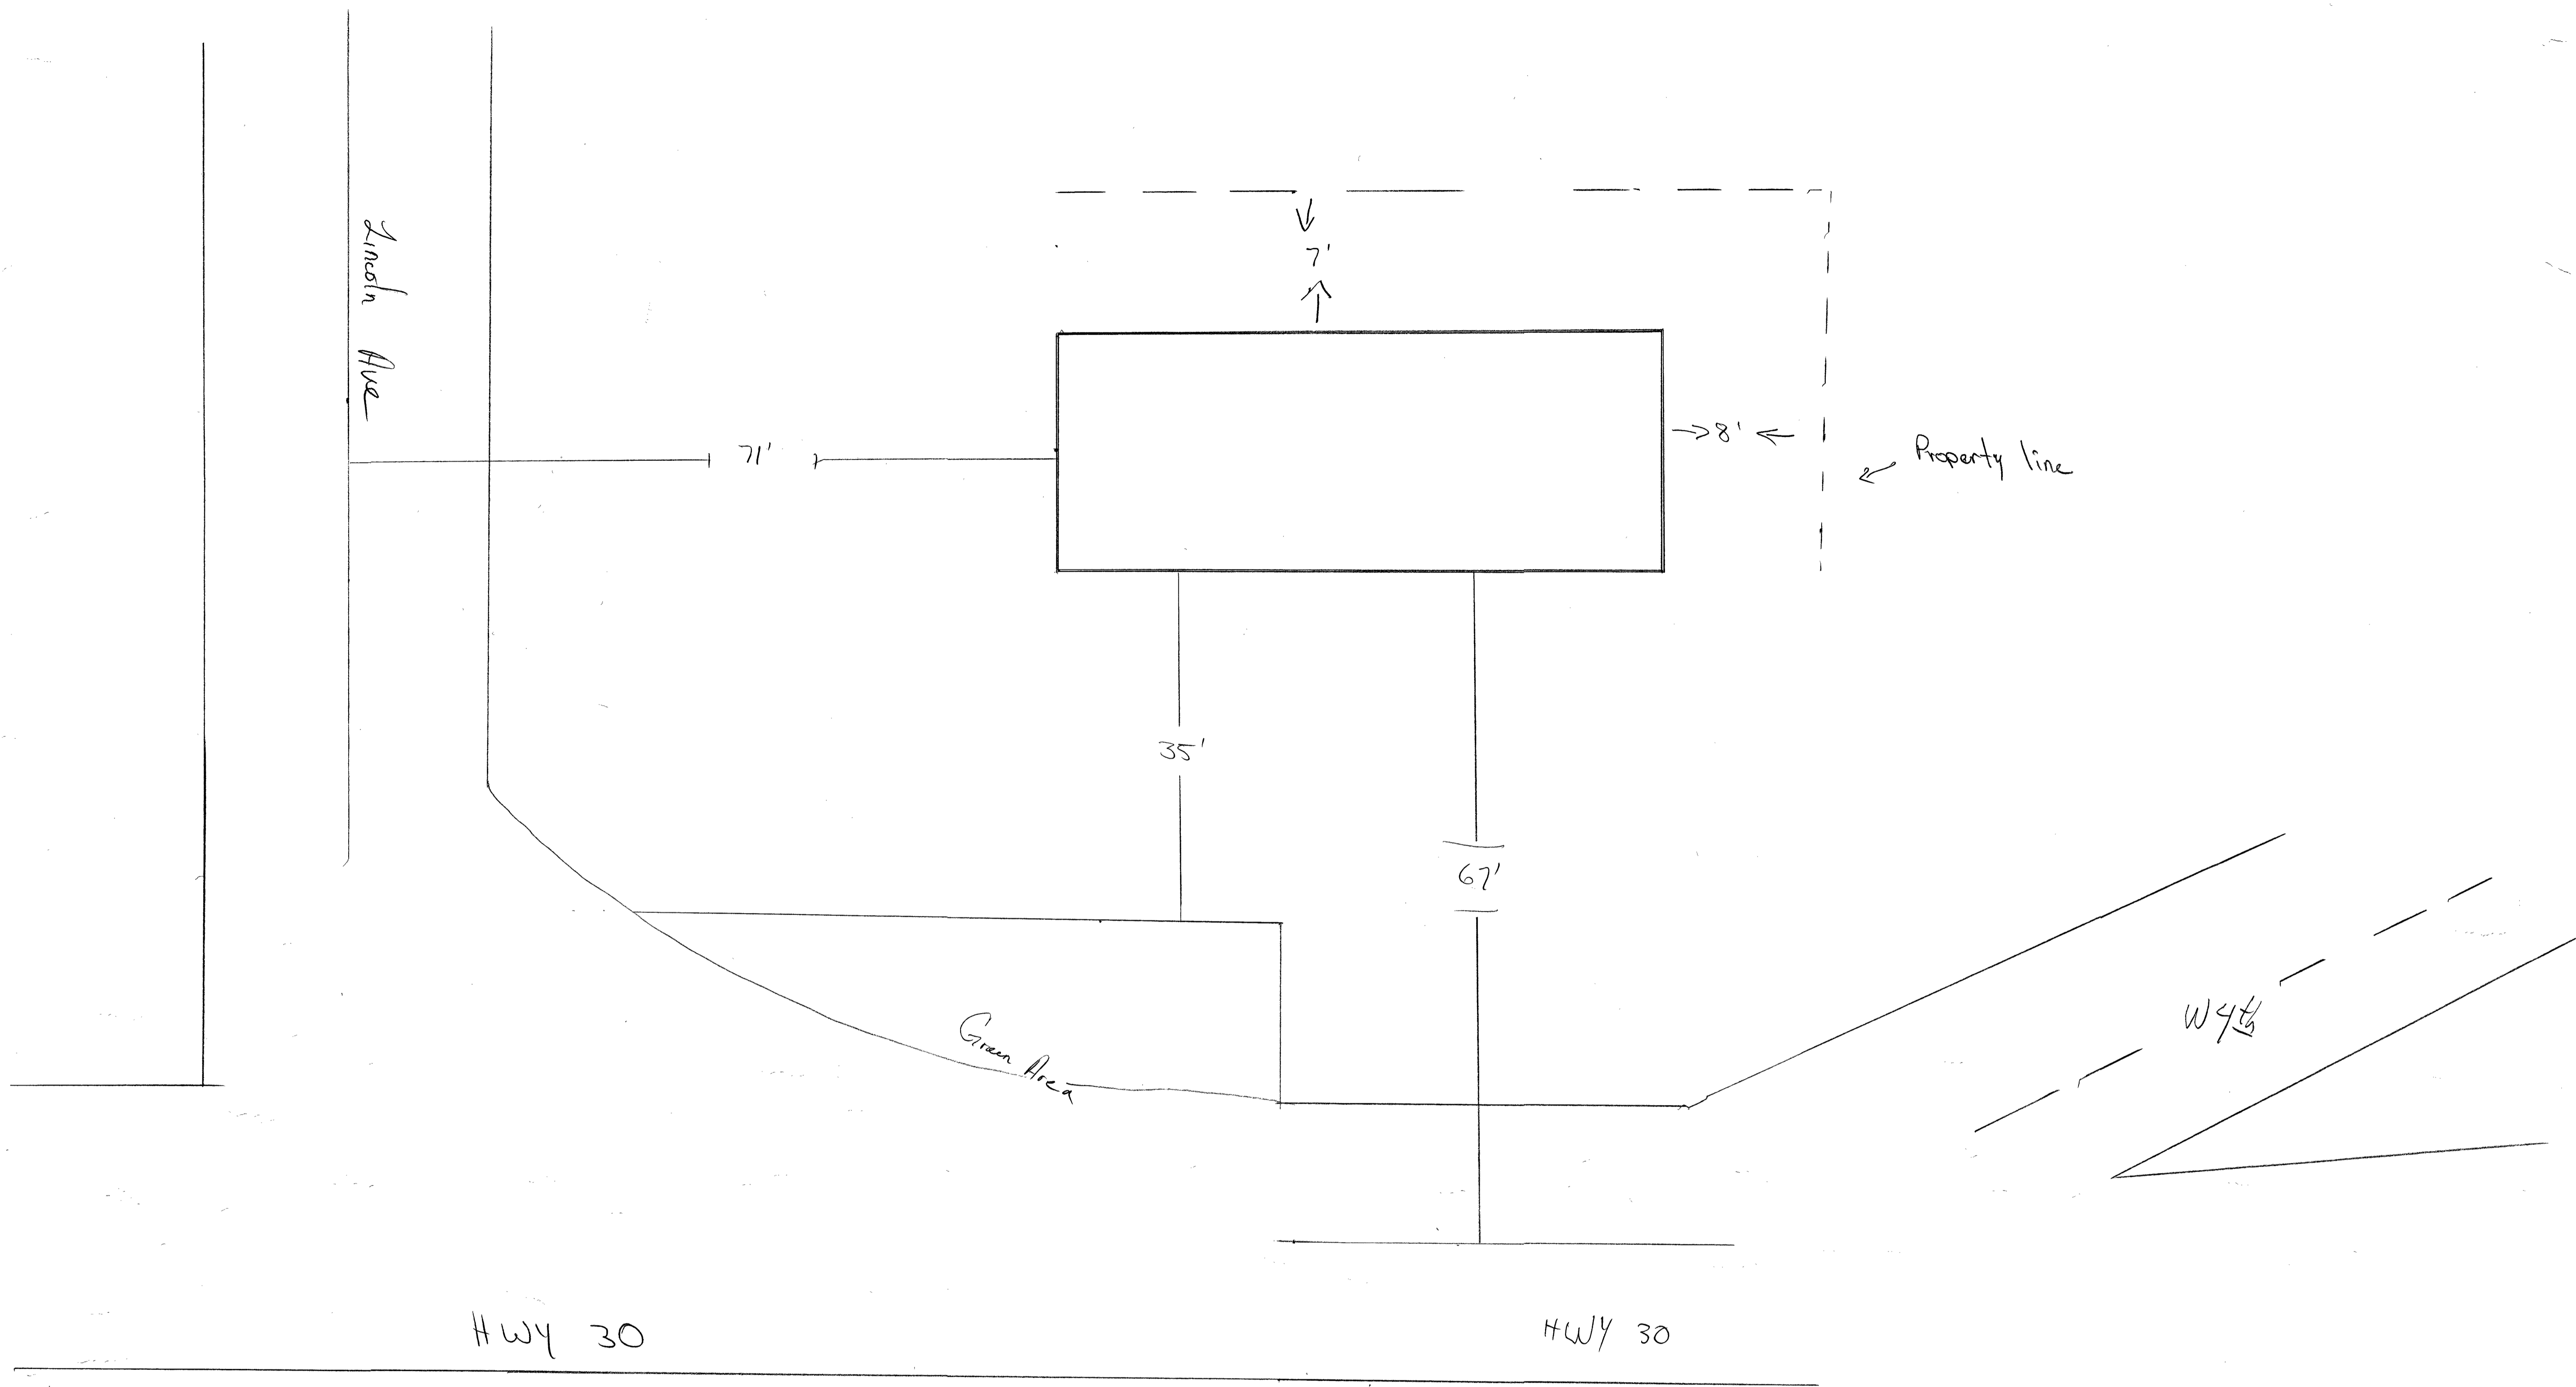 Lincoln Ave
7'
71'
8'
Property line
35'
67'
Green Area
W 4th
HWY 30
HWY 30